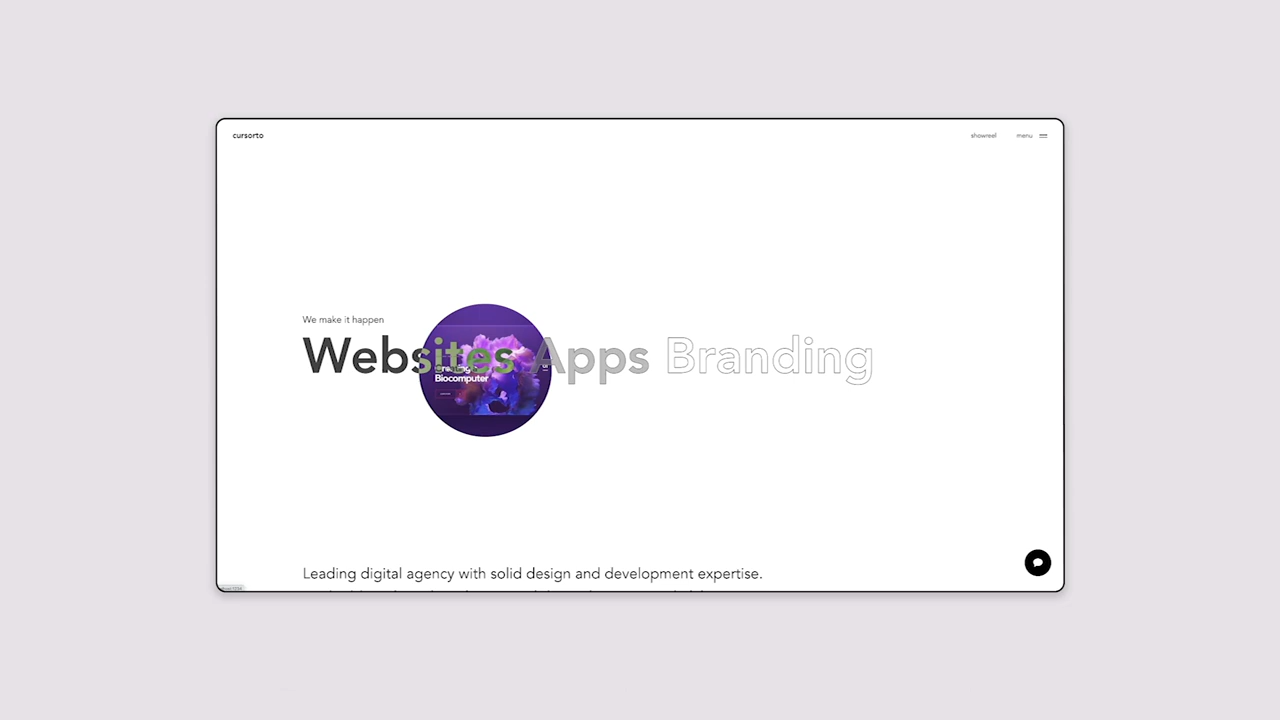 cursorto
showreel menu
We make it happen
Websites Apps Branding
Creating
Biocomputer
Leading digital agency with solid design and development expertise.